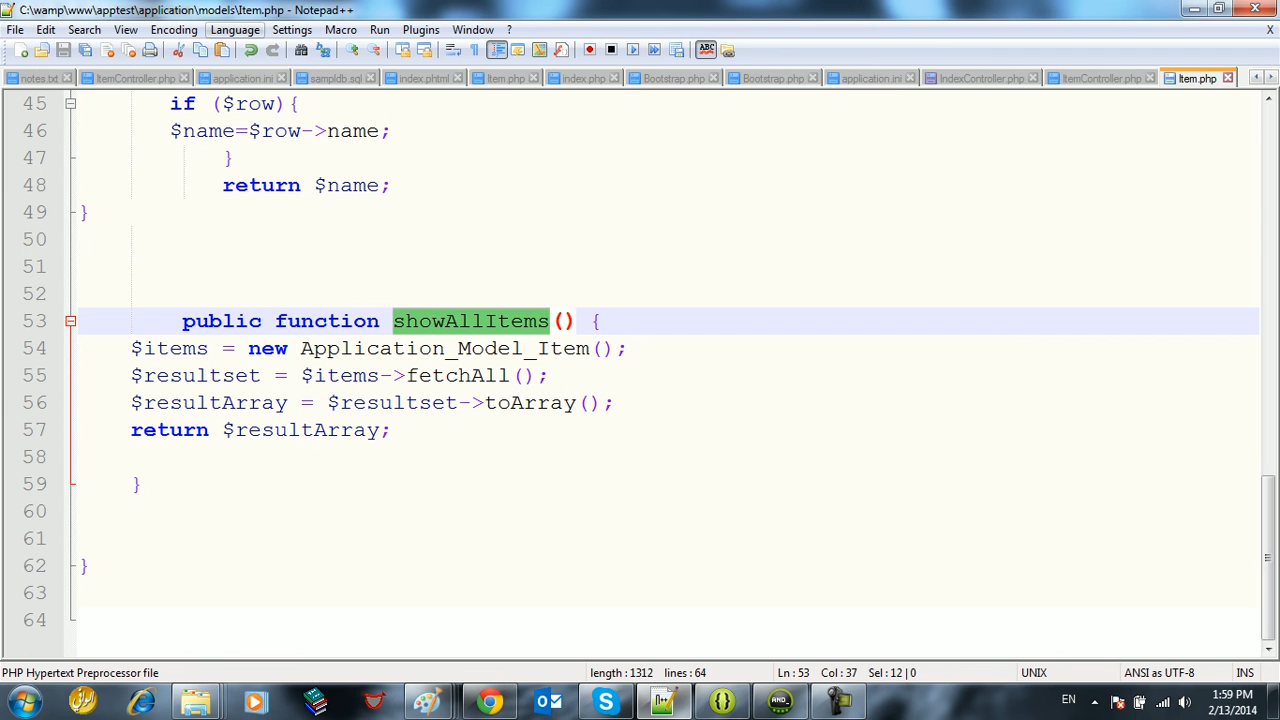 C:\wamp\www\apptest\application\models\Item.php - Notepad++
File Edit Search View Encoding Language Settings Macro Run Plugins Window ? X
notes.txt ItemController.php application.ini sampldb.sql index.phtml Item.php index.php Bootstrap.php Bootstrap.php application.ini IndexController.php ItemController.php Item.php
45 if ($row){
46 $name=$row->name;
47 }
48 return $name;
49 }
50
51
52
53 public function showAllItems() {
54 $items = new Application_Model_Item();
55 $resultset = $items->fetchAll();
56 $resultArray = $resultset->toArray();
57 return $resultArray;
58
59 }
60
61
62 }
63
64
PHP Hypertext Preprocessor file length : 1312 lines : 64 Ln : 53 Col : 37 Sel : 12 | 0 UNIX ANSI as UTF-8 INS
EN 1:59 PM
2/13/2014